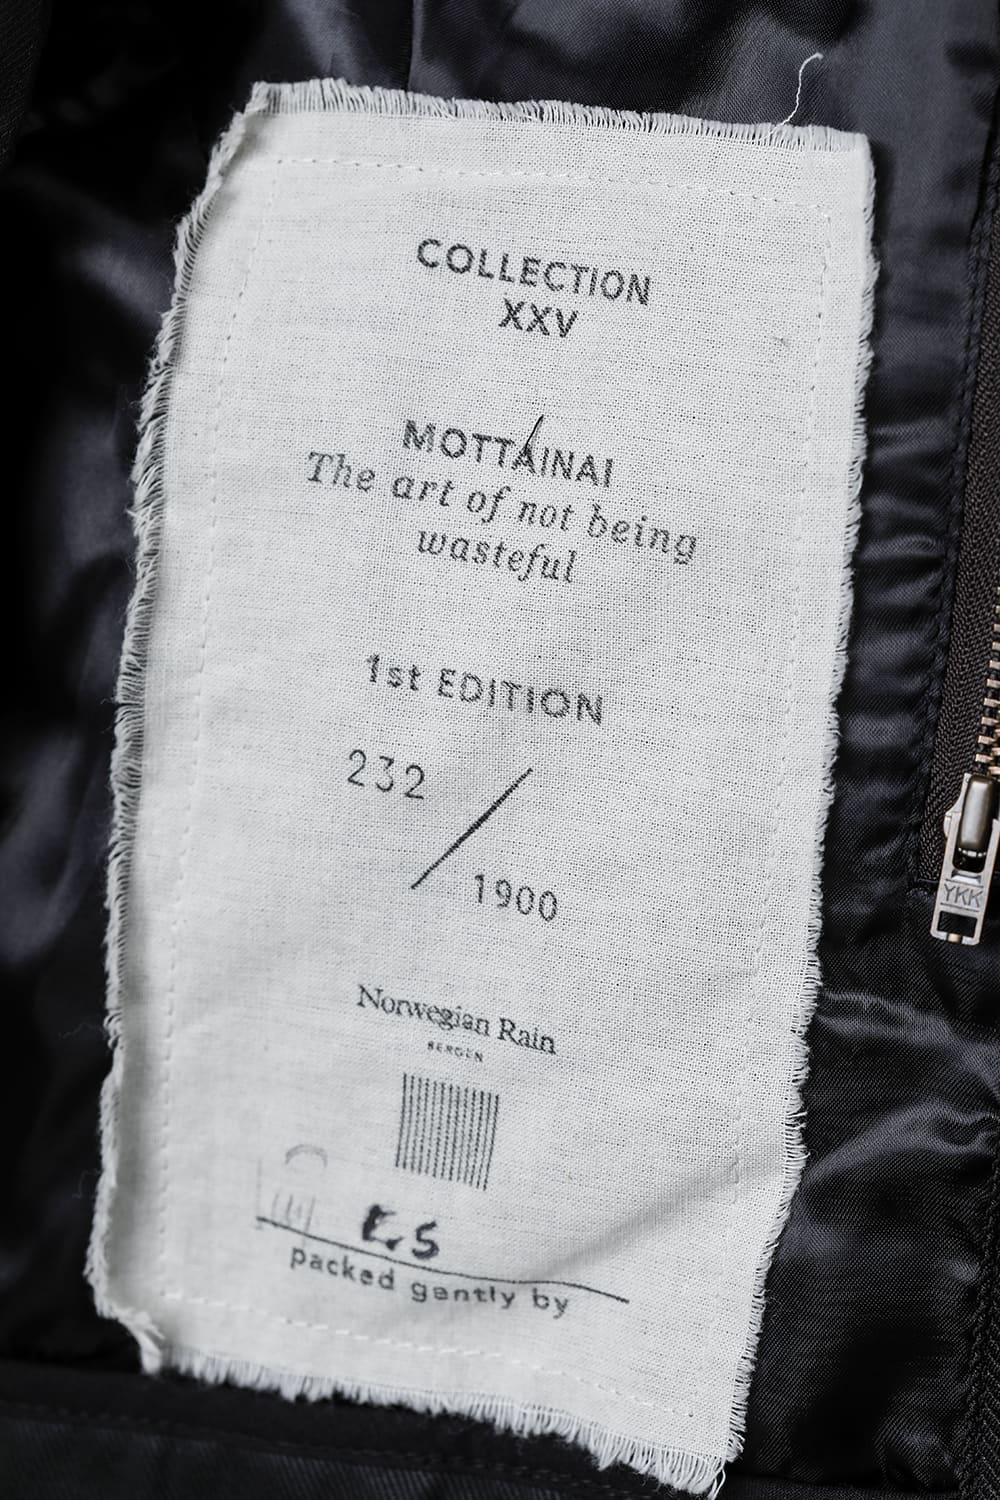 COLLECTION
XXV
MOTTAINAI
The art of not being
wasteful
1st EDITION
232
/
1900
Norwegian Rain
BERGEN
ES
packed gently by
YKK